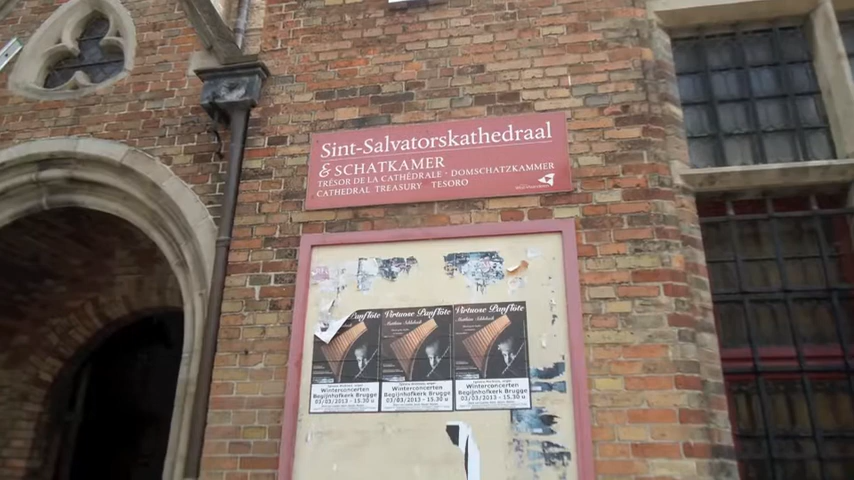 Sint-Salvatorskathedraal
& SCHATKAMER
TRÉSOR DE LA CATHÉDRALE · DOMSCHATZKAMMER
CATHEDRAL TREASURY TESORO
Virtuose Panflöte
Winterconcerten
Begijnhofkerk Brugge
03/03/2013 - 15.30 u
Virtuose Panflöte
Winterconcerten
Begijnhofkerk Brugge
03/03/2013 - 15.30 u
Virtuose Panflöte
Winterconcerten
Begijnhofkerk Brugge
03/03/2013 - 15.30 u